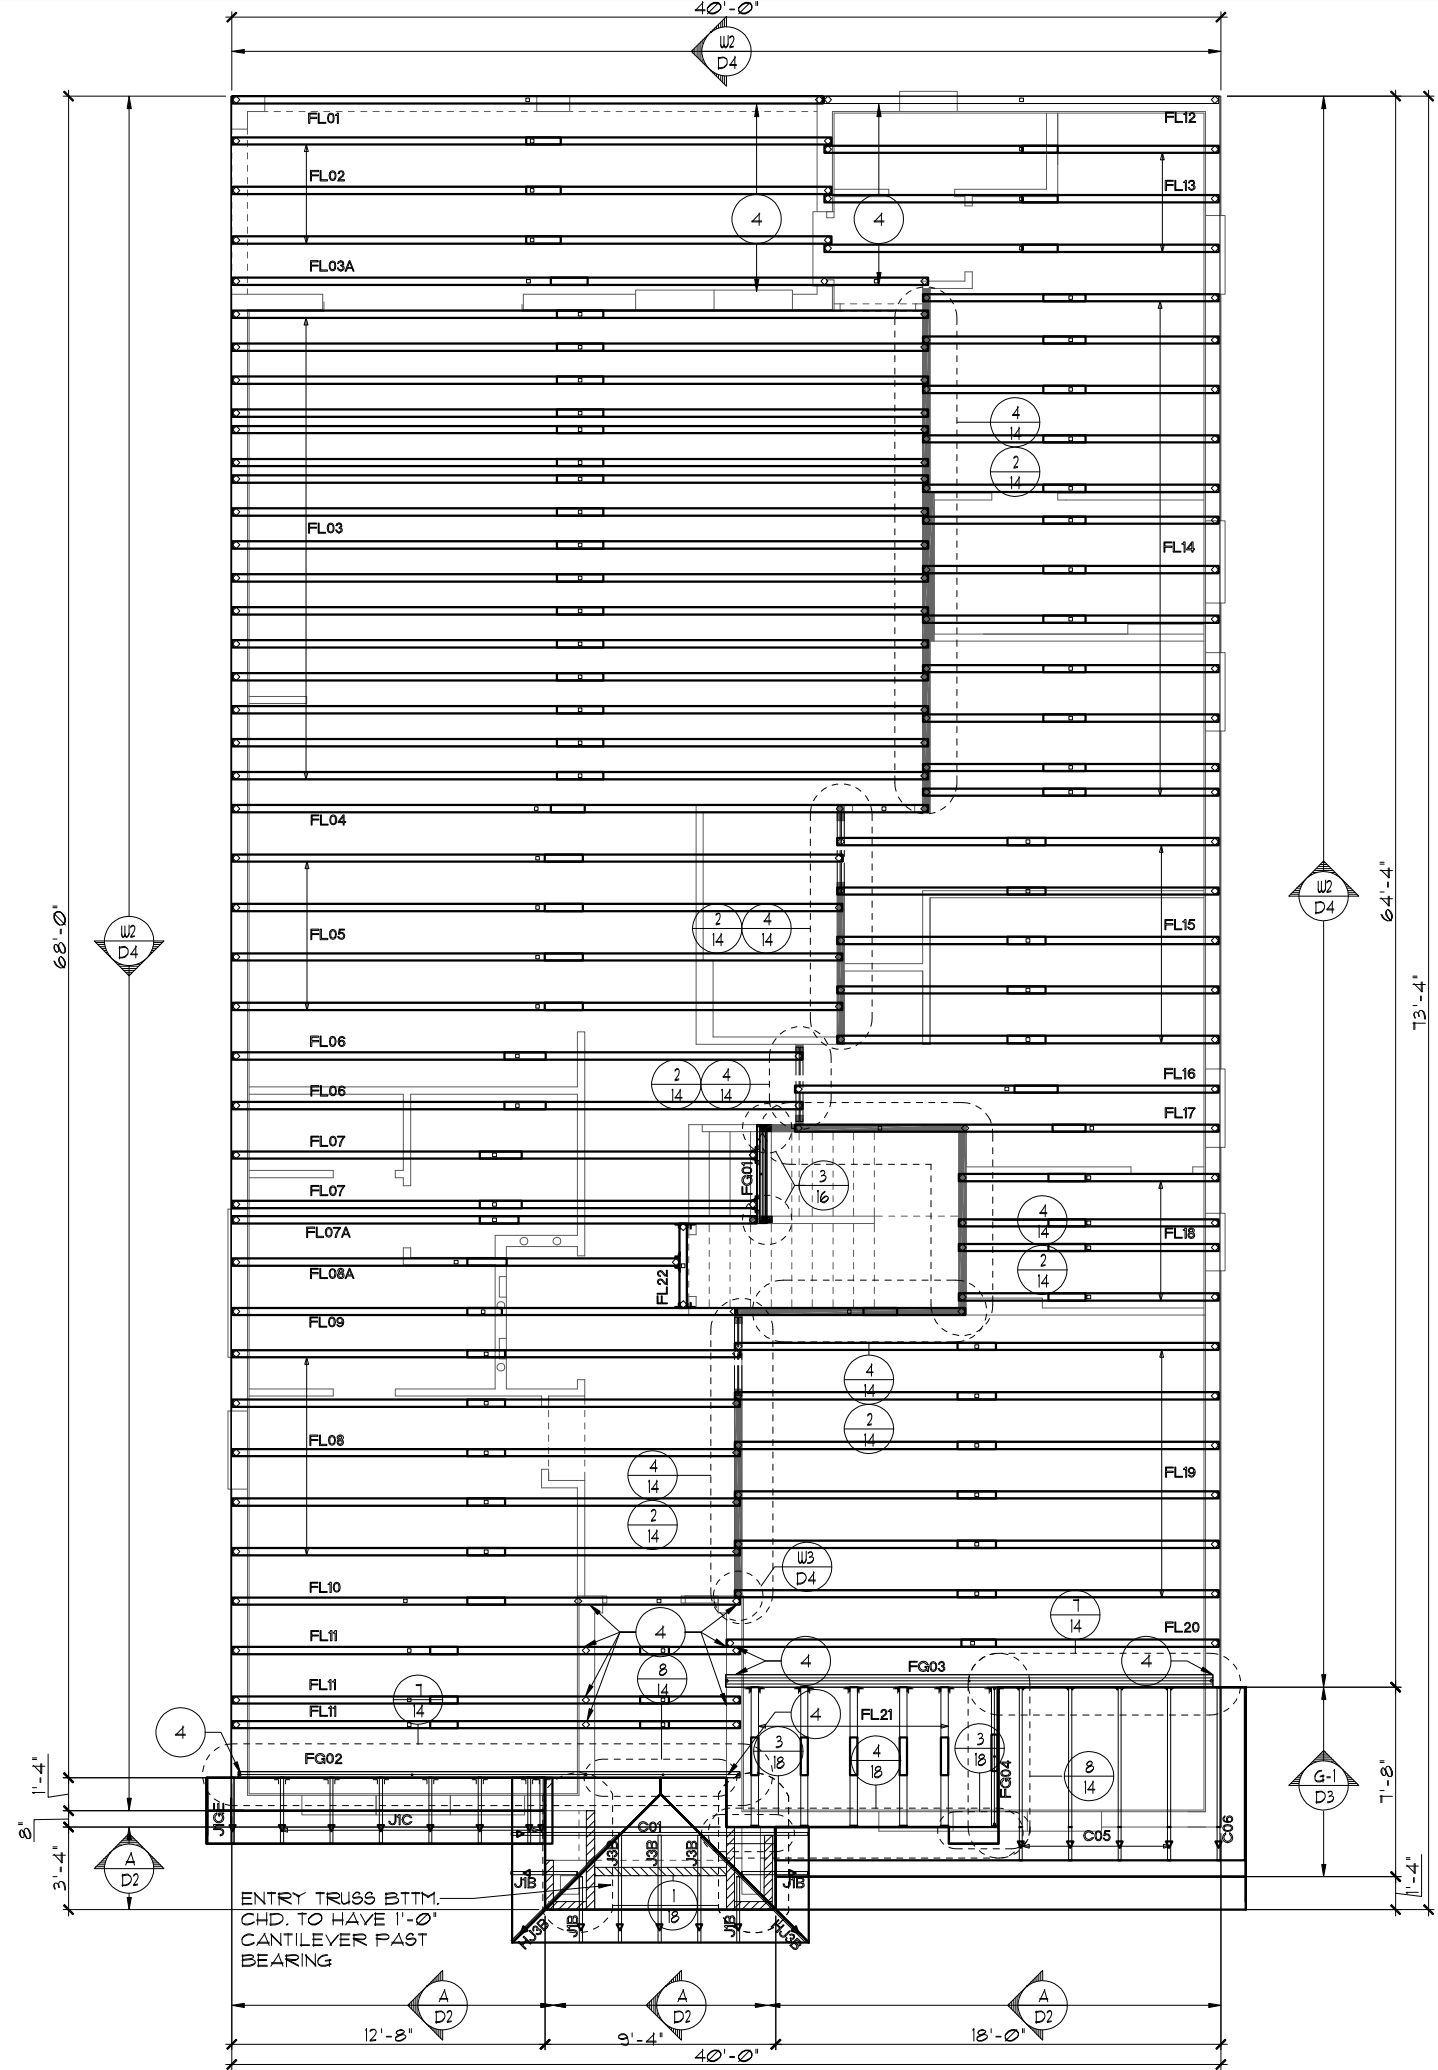 40'-0"
W2
D4
FL01
FL12
FL02
FL13
4
4
FL03A
4
14
2
14
FL03
FL14
FL04
64'-4"
W2
D4
68'-0"
W2
D4
2
14
4
14
FL05
FL15
73'-4"
FL06
FL16
2
14
4
14
FL06
FL17
FL07
FG01
3
16
FL07
4
14
FL07A
FL18
FL08A
FL22
2
14
FL09
4
14
2
14
FL08
4
14
FL19
2
14
W3
D4
FL10
7
14
FL11
4
FL20
4
FG03
4
8
14
FL11
7
14
FL11
4
FL21
4
3
18
4
18
3
18
FG02
FG04
8
14
G-1
D3
1'-4"
7'-8"
J1GE
J1C
C01
C05
C06
8"
J3B
J3B
J3B
A
D2
3'-4"
J1B
J1B
1'-4"
ENTRY TRUSS BTTM.
CHD. TO HAVE 1'-0"
CANTILEVER PAST
BEARING
1
18
HJ3B
J1B
J1B
HJ3B
A
D2
A
D2
A
D2
12'-8"
9'-4"
18'-0"
40'-0"